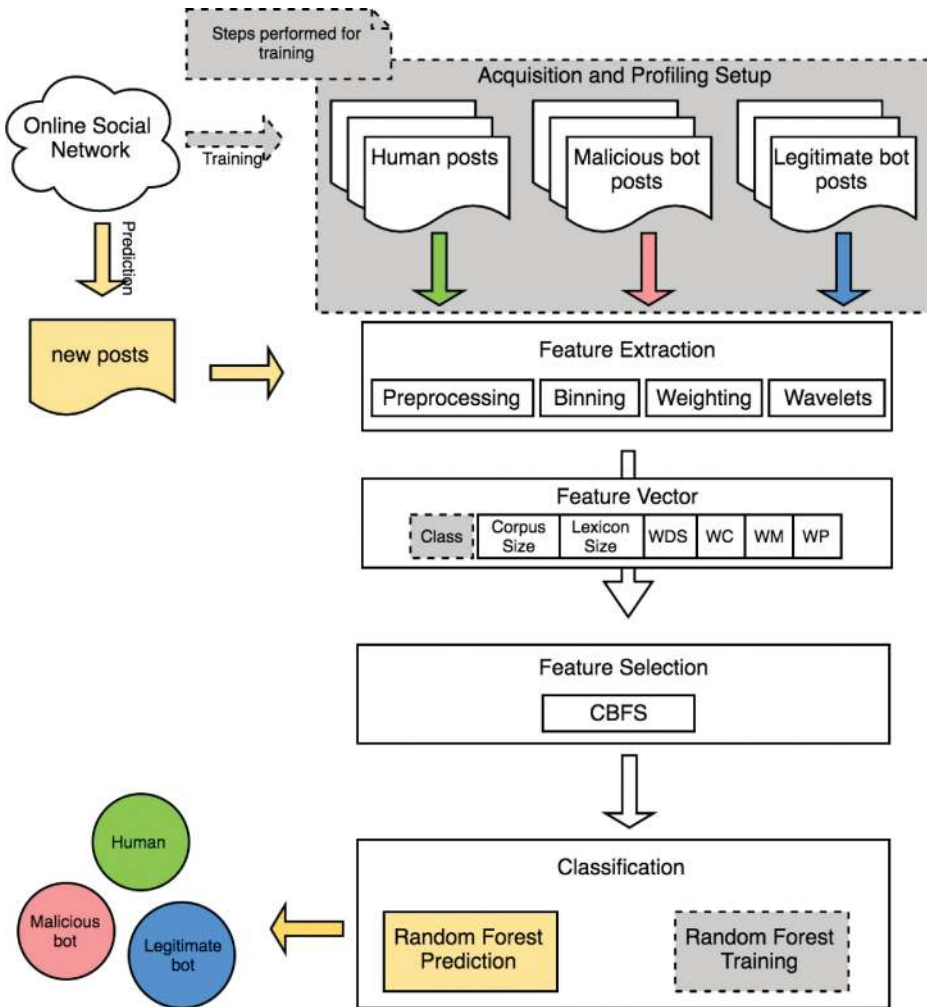 Steps performed for
training
Acquisition and Profiling Setup
Online Social
Network
Training
Human posts
Malicious bot
posts
Legitimate bot
posts
Prediction
new posts
Feature Extraction
Preprocessing
Binning
Weighting
Wavelets
Feature Vector
Class
Corpus
Size
Lexicon
Size
WDS
WC
WM
WP
Feature Selection
CBFS
Classification
Random Forest
Prediction
Random Forest
Training
Human
Malicious
bot
Legitimate
bot